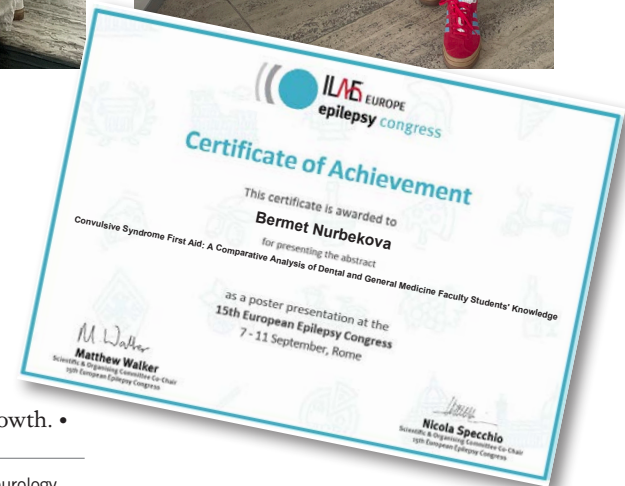 ILAE EUROPE
epilepsy congress
Certificate of Achievement
This certificate is awarded to
Bermet Nurbekova
for presenting the abstract
Convulsive Syndrome First Aid: A Comparative Analysis of Dental and General Medicine Faculty Students' Knowledge
as a poster presentation at the
15th European Epilepsy Congress
7 - 11 September, Rome
M. Walker
Matthew Walker
Scientific & Organising Committee Co-Chair
15th European Epilepsy Congress
Nicola Specchio
Scientific & Organising Committee Co-Chair
15th European Epilepsy Congress
owth. •
urology